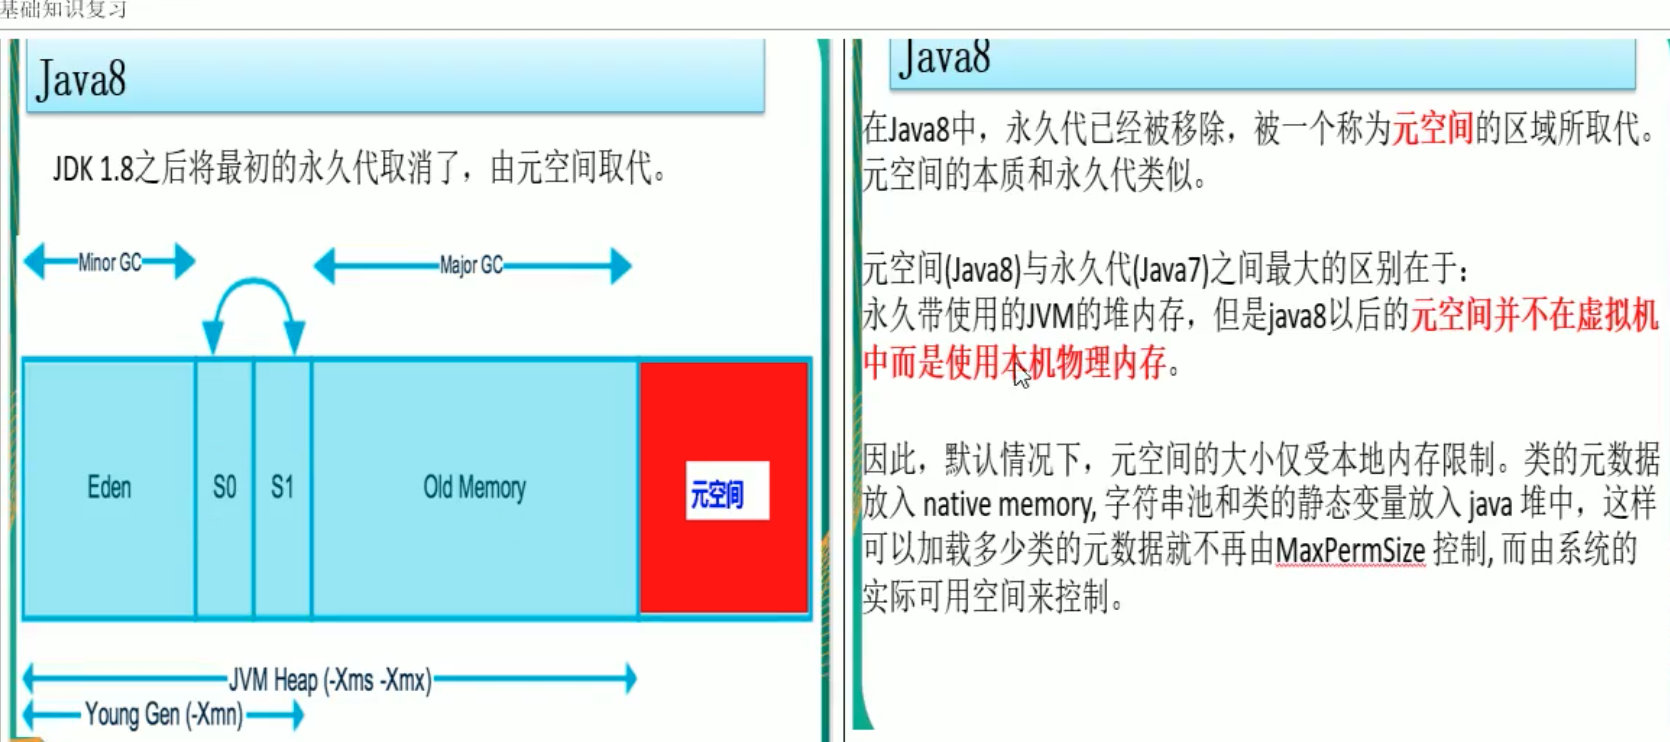 基础知识复习
Java8
JDK 1.8之后将最初的永久代取消了，由元空间取代。
Minor GC
Major GC
Eden
S0
S1
Old Memory
元空间
JVM Heap (-Xms -Xmx)
Young Gen (-Xmn)
Java8
在Java8中，永久代已经被移除，被一个称为元空间的区域所取代。
元空间的本质和永久代类似。
元空间(Java8)与永久代(Java7)之间最大的区别在于：
永久带使用的JVM的堆内存，但是java8以后的元空间并不在虚拟机
中而是使用本机物理内存。
因此，默认情况下，元空间的大小仅受本地内存限制。类的元数据
放入 native memory, 字符串池和类的静态变量放入 java 堆中，这样
可以加载多少类的元数据就不再由MaxPermSize 控制, 而由系统的
实际可用空间来控制。